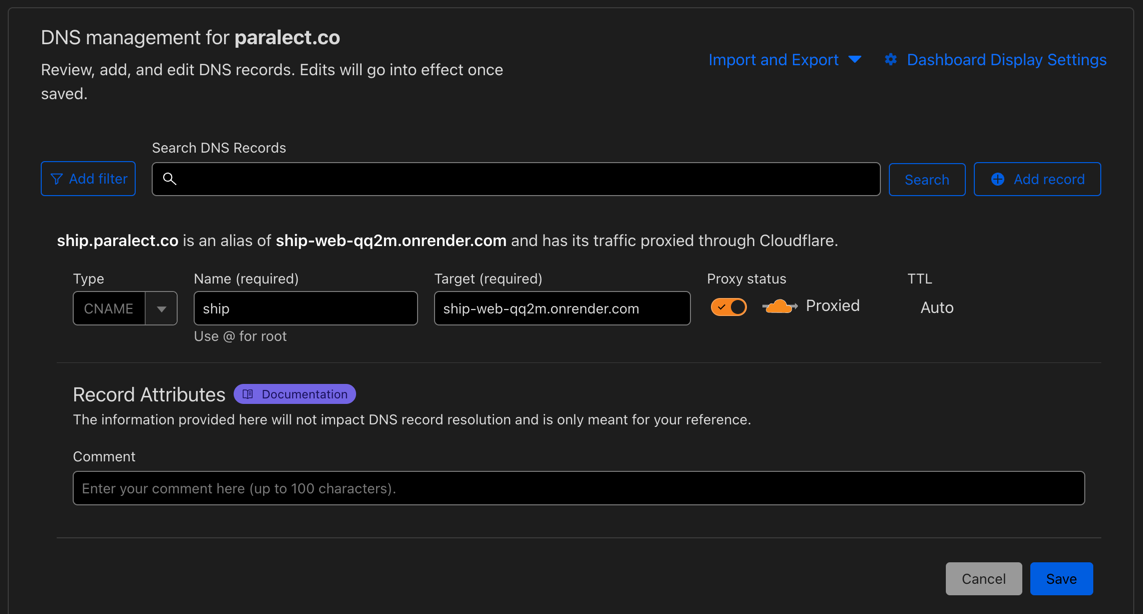 DNS management for paralect.co
Review, add, and edit DNS records. Edits will go into effect once
saved.
Import and Export
Dashboard Display Settings
Search DNS Records
Add filter
Search
Add record
ship.paralect.co is an alias of ship-web-qq2m.onrender.com and has its traffic proxied through Cloudflare.
Type
Name (required)
Target (required)
Proxy status
TTL
CNAME
ship
ship-web-qq2m.onrender.com
Proxied
Auto
Use @ for root
Record Attributes
Documentation
The information provided here will not impact DNS record resolution and is only meant for your reference.
Comment
Enter your comment here (up to 100 characters).
Cancel
Save